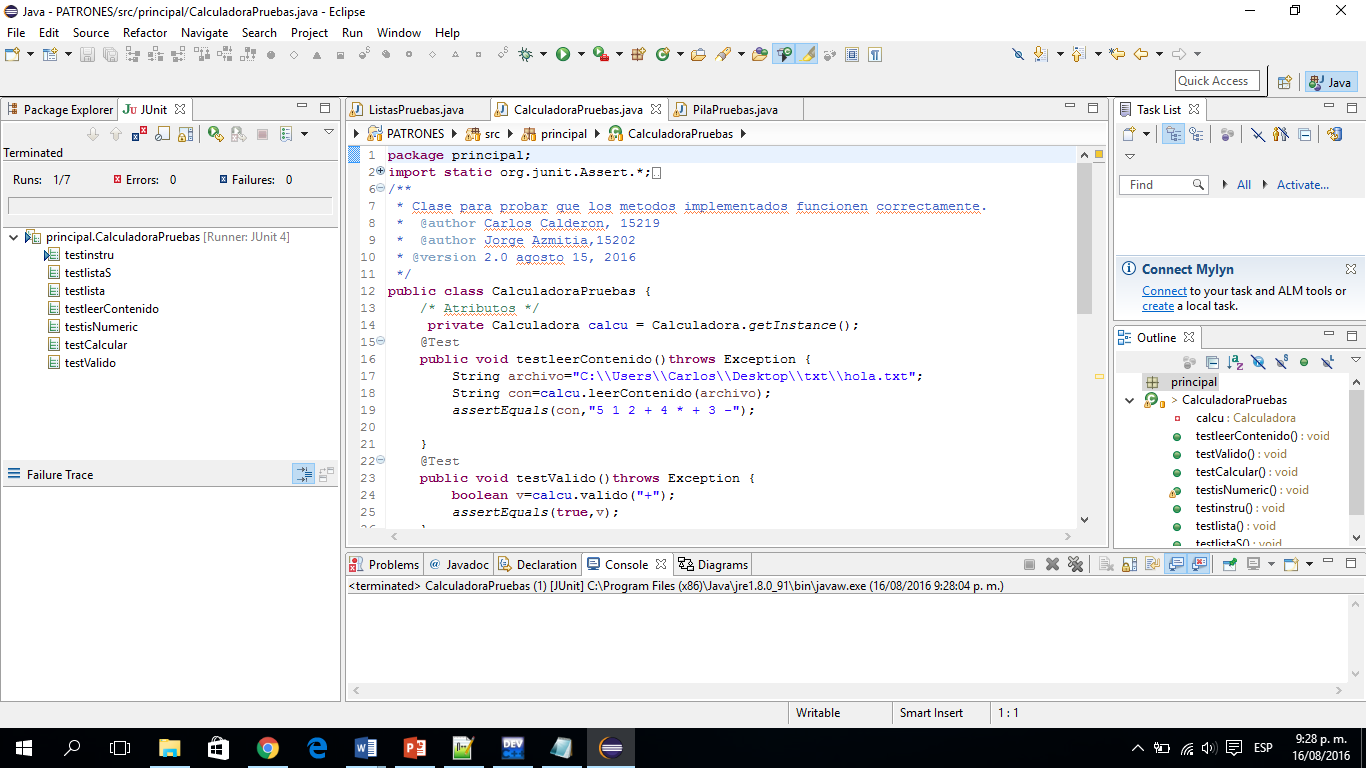 Java - PATRONES/src/principal/CalculadoraPruebas.java - Eclipse
File Edit Source Refactor Navigate Search Project Run Window Help
Quick Access
Java
Package Explorer JUnit
Terminated
Runs: 1/7 Errors: 0 Failures: 0
principal.CalculadoraPruebas [Runner: JUnit 4]
testinstru
testlistaS
testlista
testleerContenido
testisNumeric
testCalcular
testValido
Failure Trace
ListasPruebas.java CalculadoraPruebas.java PilaPruebas.java
PATRONES src principal CalculadoraPruebas
1 package principal;
2 import static org.junit.Assert.*;
6 /**
7 * Clase para probar que los metodos implementados funcionen correctamente.
8 * @author Carlos Calderon, 15219
9 * @author Jorge Azmitia,15202
10 * @version 2.0 agosto 15, 2016
11 */
12 public class CalculadoraPruebas {
13 /* Atributos */
14 private Calculadora calcu = Calculadora.getInstance();
15 @Test
16 public void testleerContenido()throws Exception {
17 String archivo="C:\\Users\\Carlos\\Desktop\\txt\\hola.txt";
18 String con=calcu.leerContenido(archivo);
19 assertEquals(con,"5 1 2 + 4 * + 3 -");
20
21 }
22 @Test
23 public void testValido()throws Exception {
24 boolean v=calcu.valido("+");
25 assertEquals(true,v);
26 }
Task List
Find All Activate...
Connect Mylyn
Connect to your task and ALM tools or
create a local task.
Outline
principal
> CalculadoraPruebas
calcu : Calculadora
testleerContenido() : void
testValido() : void
testCalcular() : void
testisNumeric() : void
testinstru() : void
testlista() : void
testlistaS() : void
Problems @ Javadoc Declaration Console Diagrams
<terminated> CalculadoraPruebas (1) [JUnit] C:\Program Files (x86)\Java\jre1.8.0_91\bin\javaw.exe (16/08/2016 9:28:04 p. m.)
Writable Smart Insert 1 : 1
DEV
ESP
9:28 p. m.
16/08/2016